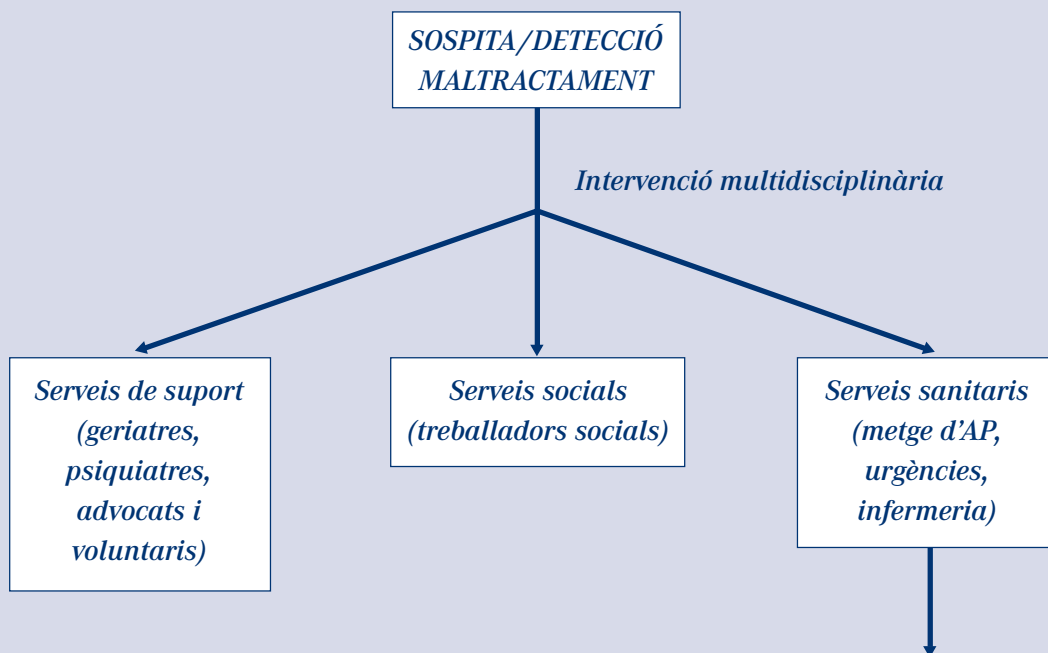 SOSPITA/DETECCIÓ
MALTRACTAMENT
Intervenció multidisciplinària
Serveis de suport
(geriatres,
psiquiatres,
advocats i
voluntaris)
Serveis socials
(treballadors socials)
Serveis sanitaris
(metge d’AP,
urgències,
infermeria)